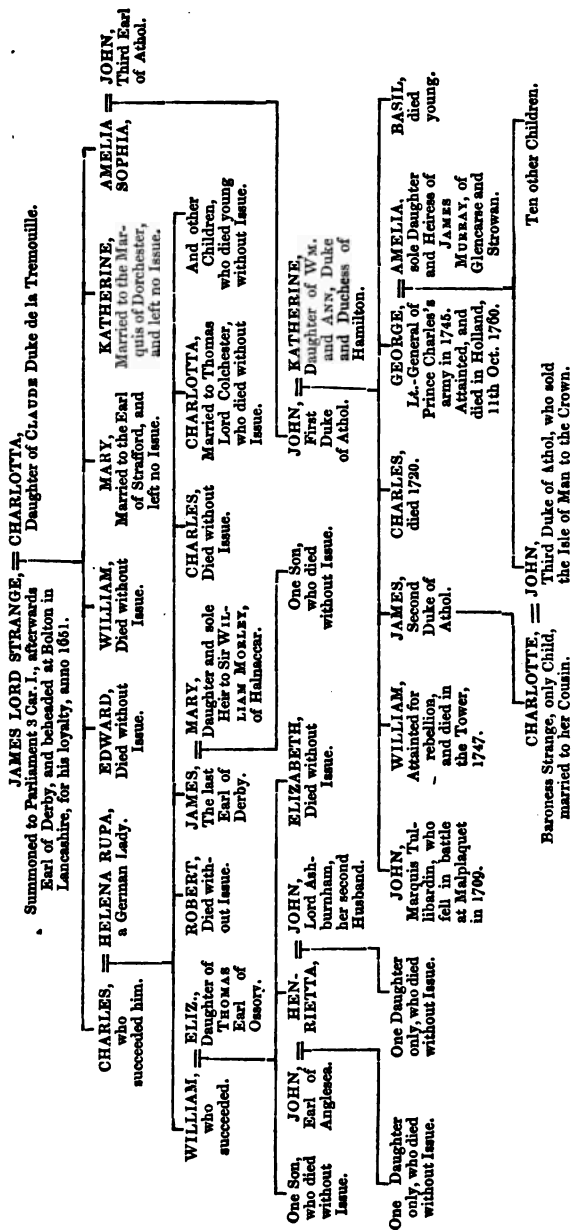 JAMES LORD STRANGE, = CHARLOTTA,
Summoned to Parliament 3 Car. I., afterwards
Earl of Derby, and beheaded at Bolton in
Lancashire, for his loyalty, anno 1651.
Daughter of CLAUDE Duke de la Tremouille.
CHARLES, = HELENA RUPA,
who
succeeded him.
a German Lady.
EDWARD,
Died without
Issue.
WILLIAM,
Died without
Issue.
MARY,
Married to the Earl
of Strafford, and
left no Issue.
KATHERINE,
Married to the Mar-
quis of Dorchester,
and left no Issue.
AMELIA
SOPHIA,
= JOHN,
Third Earl
of Athol.
WILLIAM, = ELIZ.,
who
succeeded.
Daughter of
THOMAS
Earl of
Ossory.
ROBERT,
Died with-
out Issue.
JAMES, = MARY,
The last
Earl of
Derby.
Daughter and sole
Heir to Sir WIL-
LIAM MORLEY,
of Halnaccar.
CHARLES,
Died without
Issue.
CHARLOTTA,
Married to Thomas
Lord Colchester,
who died without
Issue.
And other
Children,
who died young
without Issue.
One Son,
who died
without
Issue.
JOHN, = HEN-
Earl of
Anglesea.
RIETTA,
= JOHN,
Lord Ash-
burnham,
her second
Husband.
ELIZABETH,
Died without
Issue.
One Son, who died
without Issue.
JOHN, = KATHERINE,
First
Duke
of Athol.
Daughter of WM.
and ANN, Duke
and Duchess of
Hamilton.
One Daughter
only, who died
without Issue.
One Daughter
only, who died
without Issue.
JOHN,
Marquis Tul-
libardin, who
fell in battle
at Malplaquet
in 1709.
WILLIAM,
Attainted for
rebellion,
and died in
the Tower,
1747.
JAMES,
Second
Duke of
Athol.
CHARLES,
died 1720.
GEORGE, = AMELIA,
Lt.-General of
Prince Charles's
army in 1745.
Attainted, and
died in Holland,
11th Oct. 1760.
sole Daughter
and Heiress of
JAMES
MURRAY, of
Glencarse and
Strowan.
BASIL,
died
young.
CHARLOTTE, = JOHN,
Baroness Strange, only Child,
married to her Cousin.
Third Duke of Athol, who sold
the Isle of Man to the Crown.
Ten other Children.